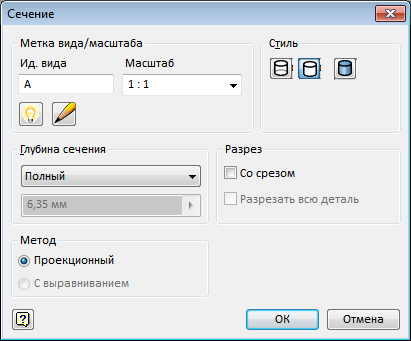 Сечение
Метка вида/масштаба
Стиль
Ид. вида
Масштаб
A
1 : 1
Глубина сечения
Разрез
Полный
Со срезом
6,35 мм
Разрезать всю деталь
Метод
Проекционный
С выравниванием
?
ОК
Отмена